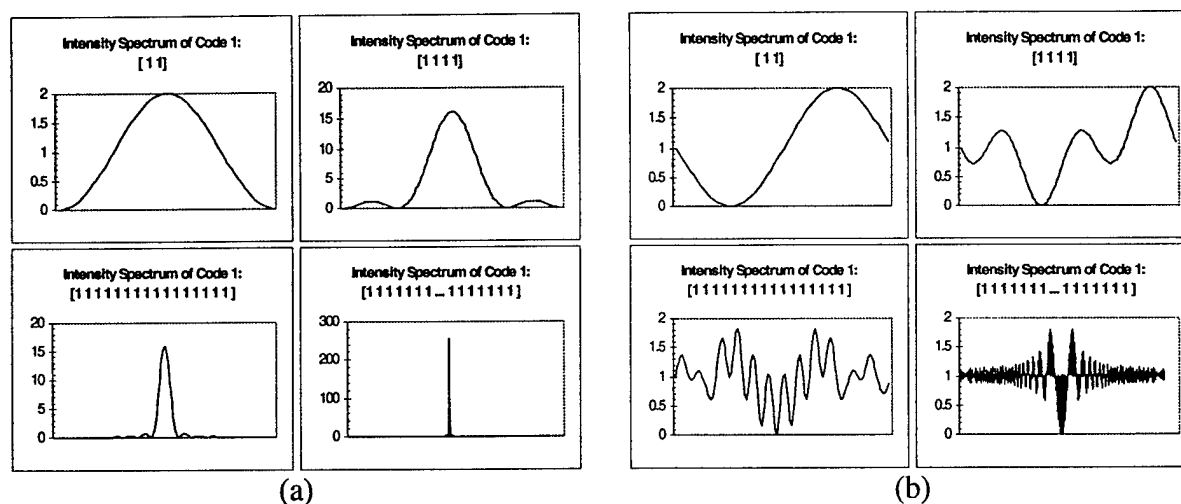 Intensity Spectrum of Code 1:
[1 1]
2
1.5
1
0.5
0
Intensity Spectrum of Code 1:
[1 1 1 1]
20
15
10
5
0
Intensity Spectrum of Code 1:
[1 1 1 1 1 1 1 1 1 1 1 1 1 1 1 1]
20
15
10
5
0
Intensity Spectrum of Code 1:
[1 1 1 1 1 1 1 ... 1 1 1 1 1 1 1]
300
200
100
0
(a)
Intensity Spectrum of Code 1:
[1 1]
2
1.5
1
0.5
0
Intensity Spectrum of Code 1:
[1 1 1 1]
2
1.5
1
0.5
0
Intensity Spectrum of Code 1:
[1 1 1 1 1 1 1 1 1 1 1 1 1 1 1 1]
2
1.5
1
0.5
0
Intensity Spectrum of Code 1:
[1 1 1 1 1 1 1 ... 1 1 1 1 1 1 1]
2
1.5
1
0.5
0
(b)